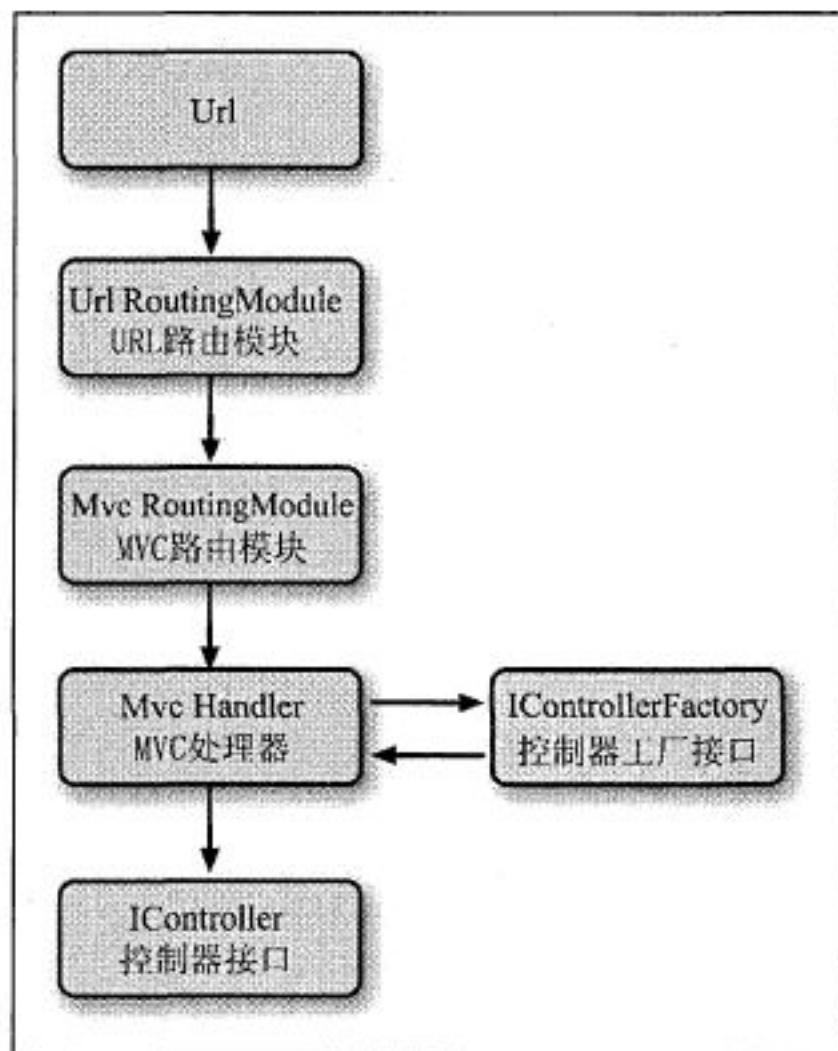 Url
Url RoutingModule
URL路由模块
Mvc RoutingModule
MVC路由模块
Mvc Handler
MVC处理器
IControllerFactory
控制器工厂接口
IController
控制器接口